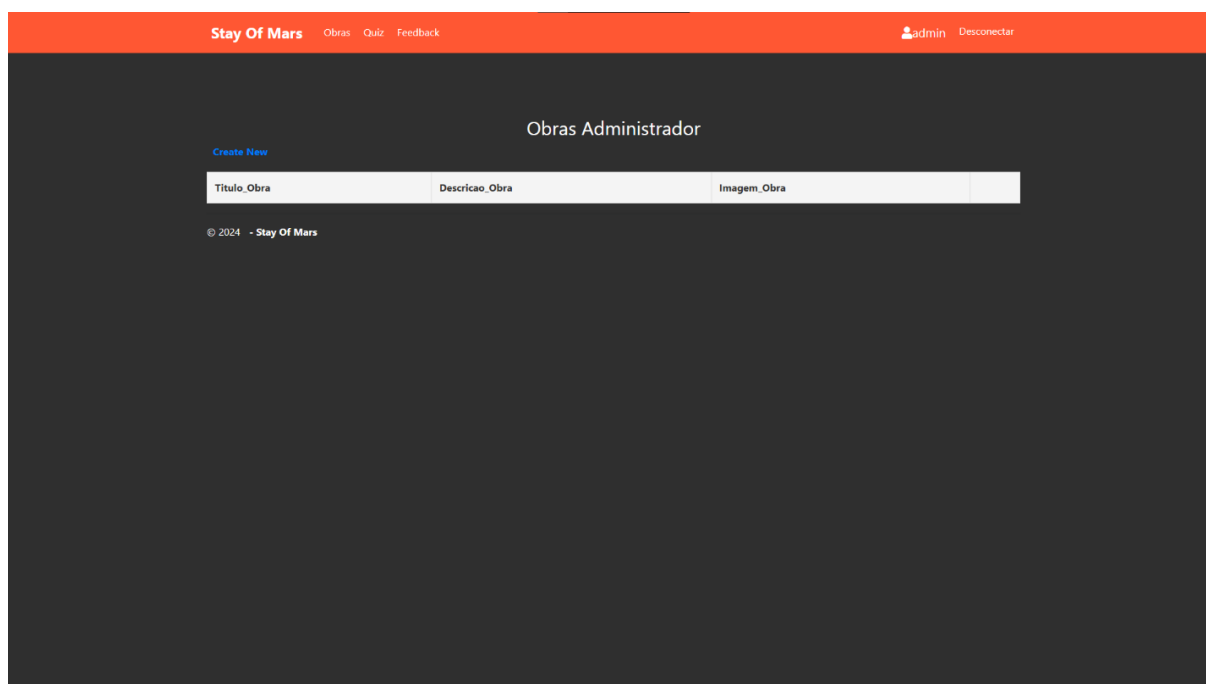 Stay Of Mars Obras Quiz Feedback admin Desconectar
Obras Administrador
Create New
Titulo_Obra Descricao_Obra Imagem_Obra
© 2024 - Stay Of Mars